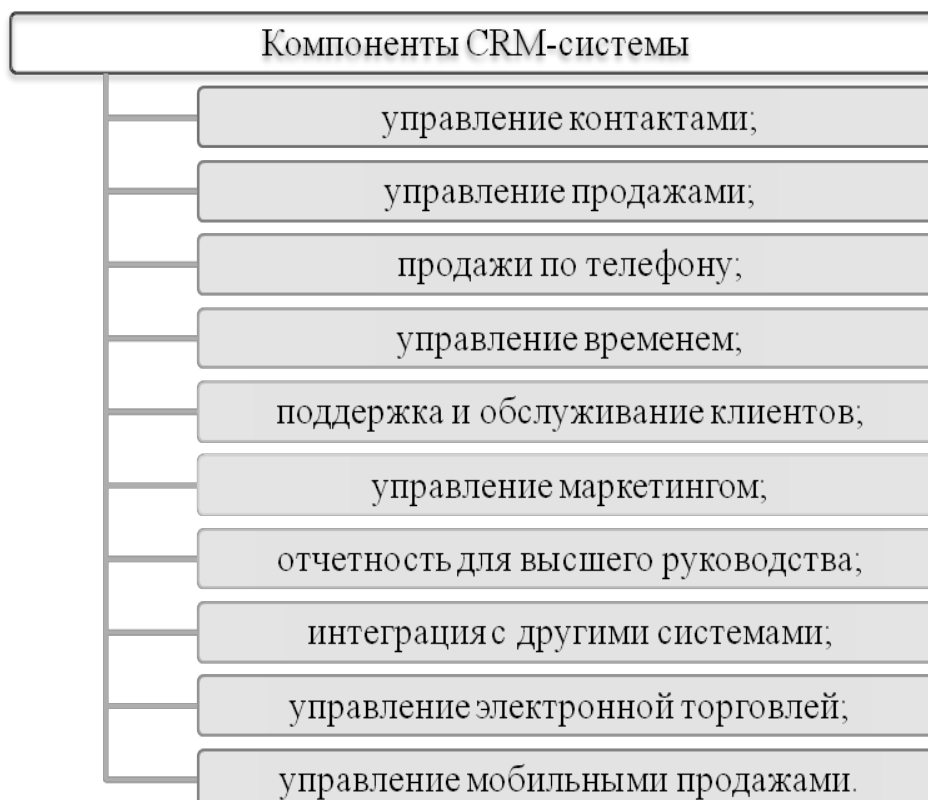 Компоненты CRM-системы
управление контактами;
управление продажами;
продажи по телефону;
управление временем;
поддержка и обслуживание клиентов;
управление маркетингом;
отчетность для высшего руководства;
интеграция с другими системами;
управление электронной торговлей;
управление мобильными продажами.